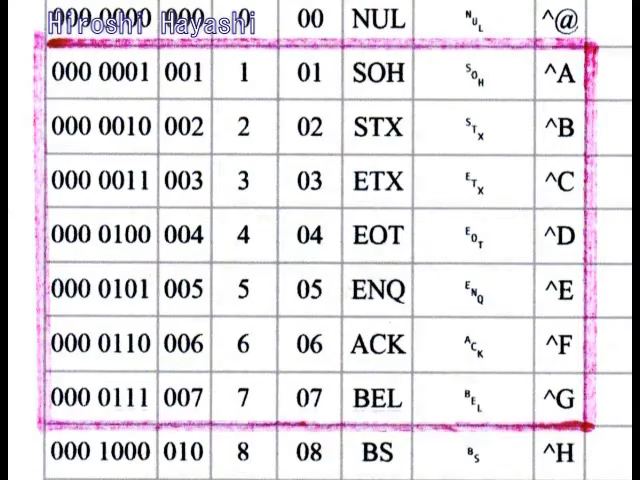 Hiroshi Hayashi
000 0000 000 0 00 NUL ␀ ^@
000 0001 001 1 01 SOH ␁ ^A
000 0010 002 2 02 STX ␂ ^B
000 0011 003 3 03 ETX ␃ ^C
000 0100 004 4 04 EOT ␄ ^D
000 0101 005 5 05 ENQ ␅ ^E
000 0110 006 6 06 ACK ␆ ^F
000 0111 007 7 07 BEL ␇ ^G
000 1000 010 8 08 BS ␈ ^H